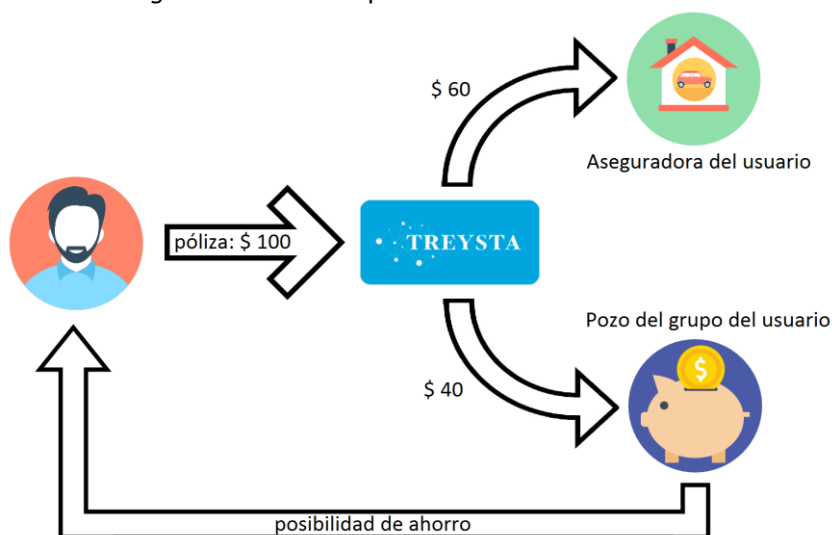 $ 60
Aseguradora del usuario
póliza: $ 100
TREYSTA
Pozo del grupo del usuario
$
$ 40
posibilidad de ahorro